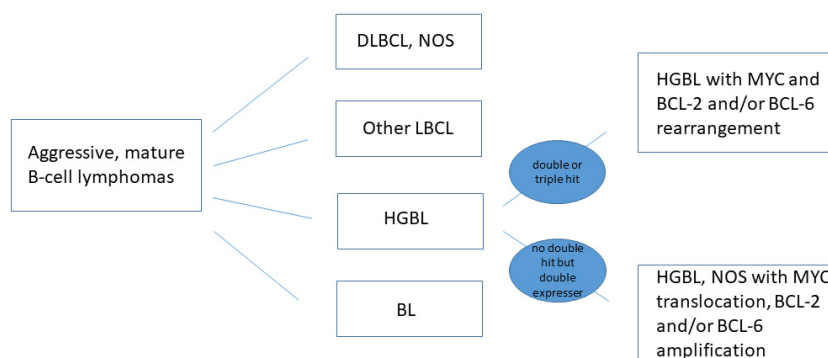 DLBCL, NOS
HGBL with MYC and
BCL-2 and/or BCL-6
rearrangement
Other LBCL
Aggressive, mature
B-cell lymphomas
double or
triple hit
HGBL
no double
hit but
double
expresser
HGBL, NOS with MYC
translocation, BCL-2
and/or BCL-6
amplification
BL